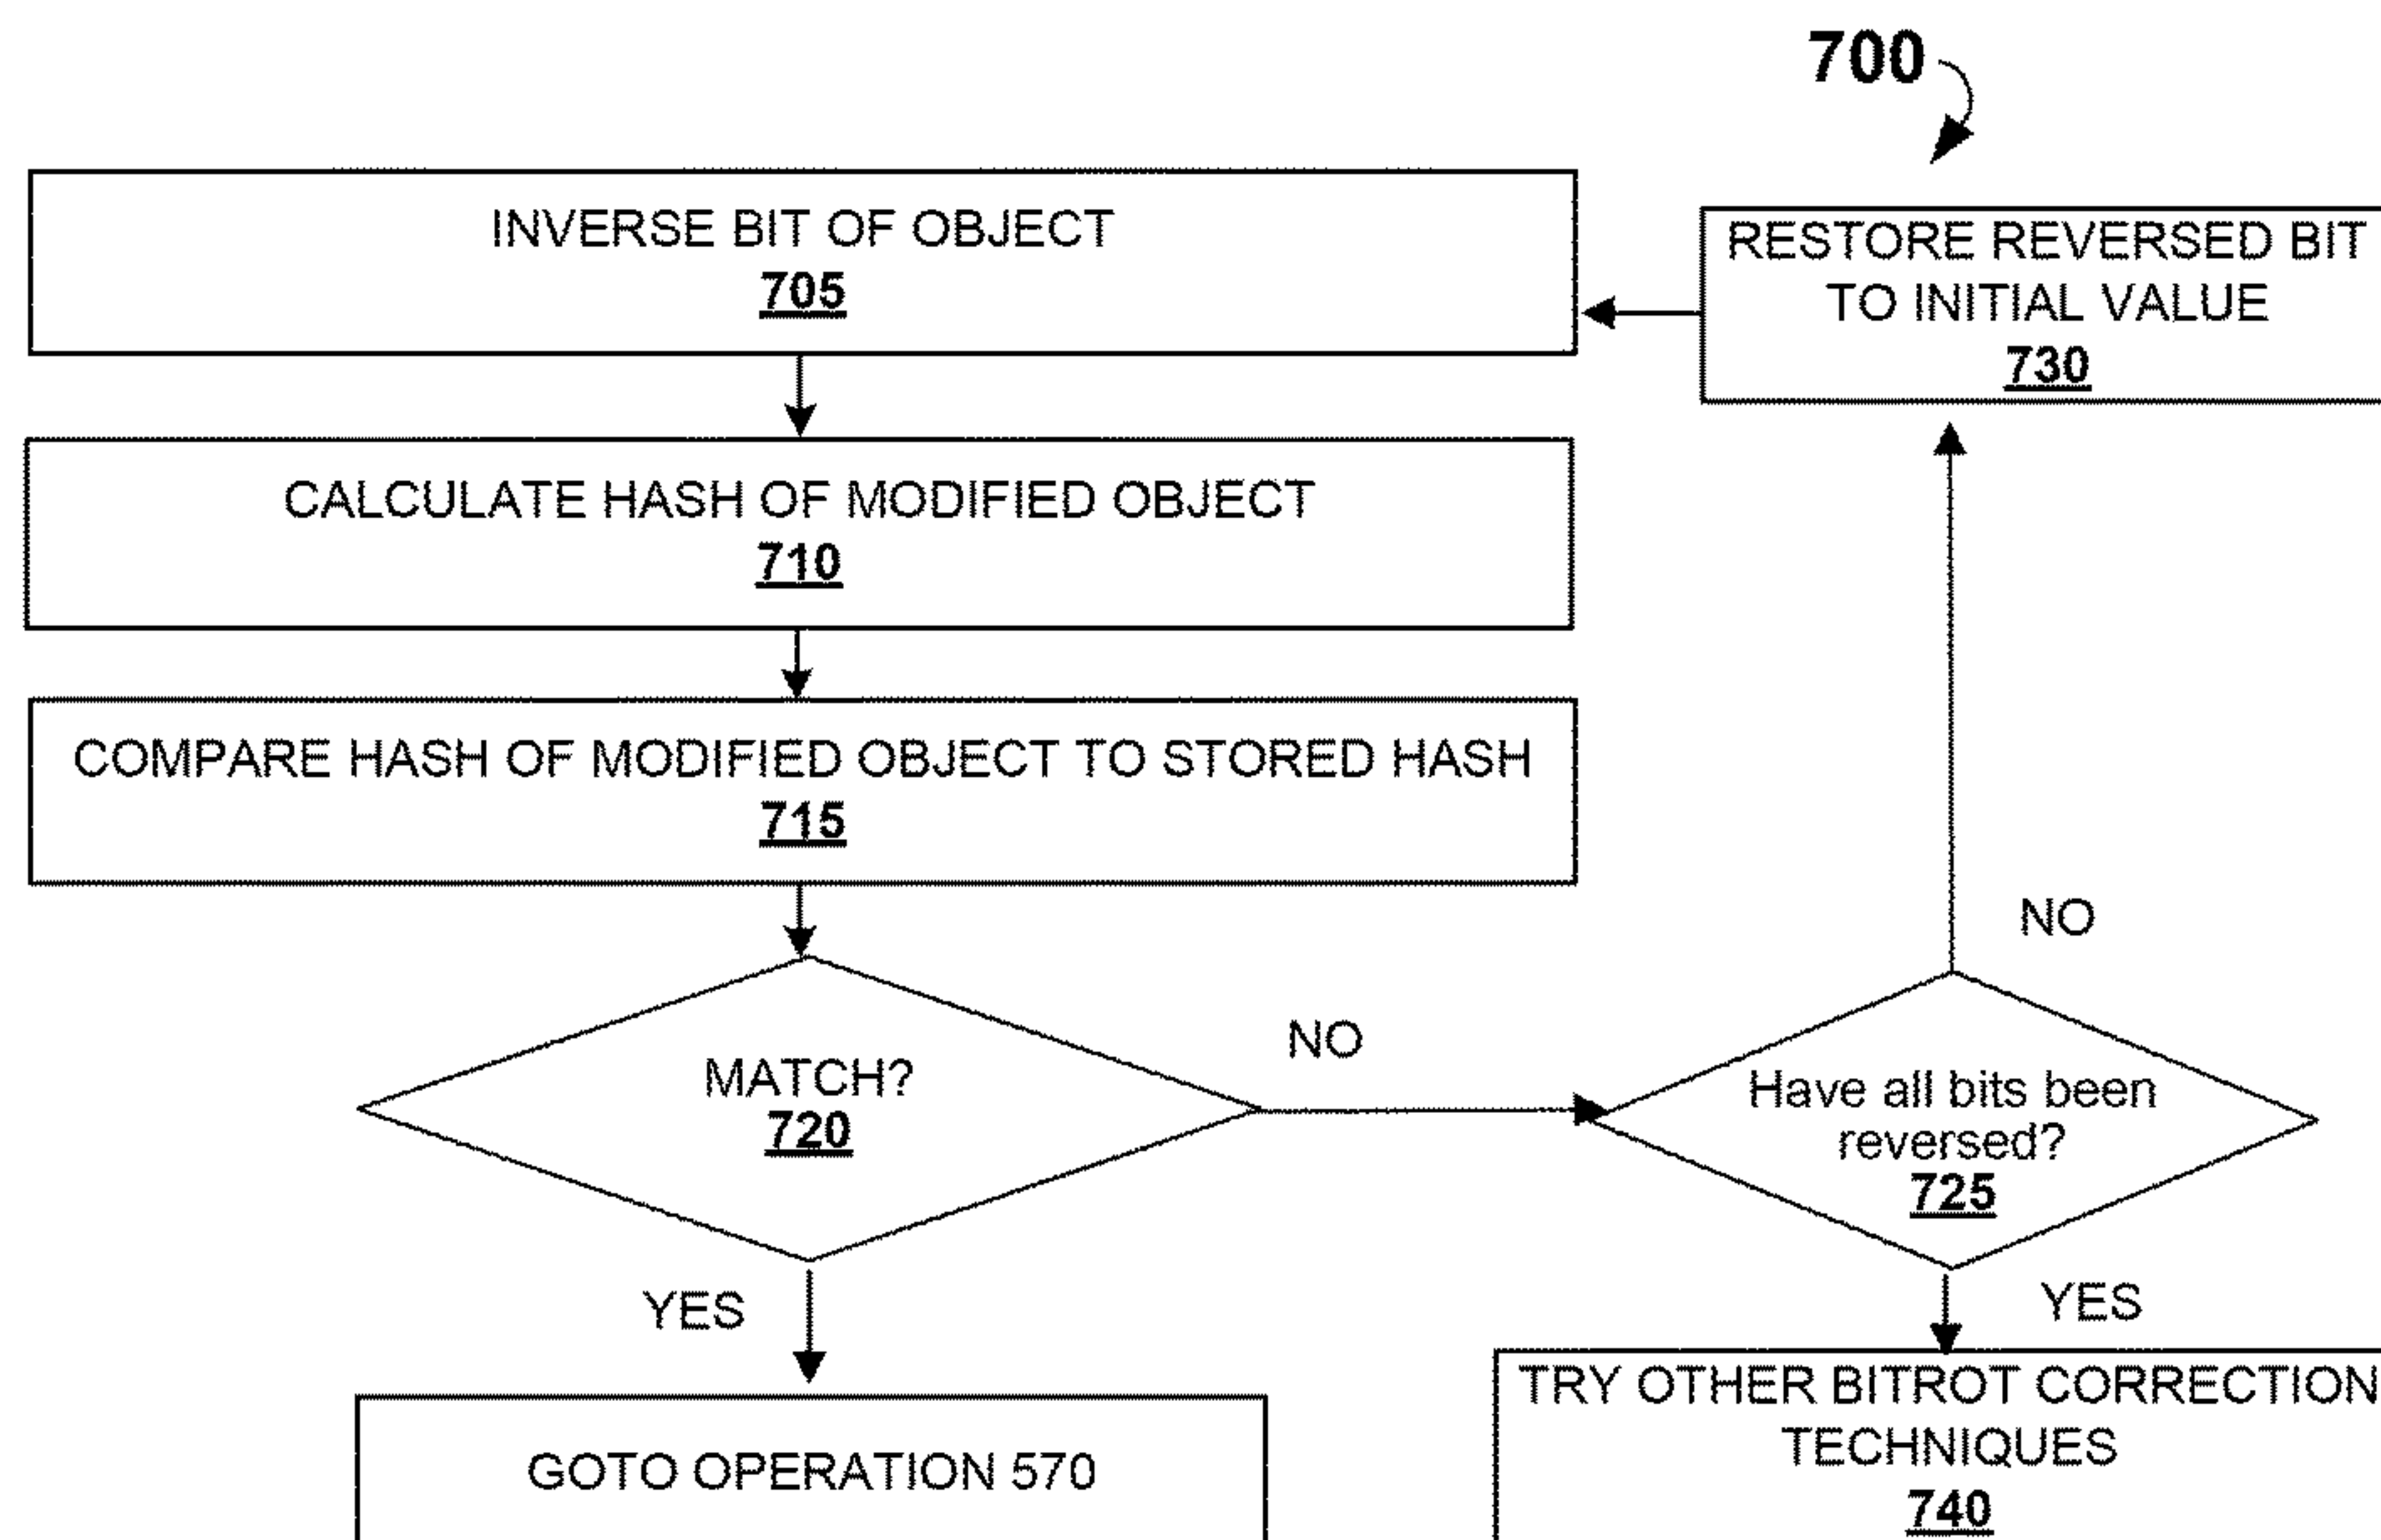 700
INVERSE BIT OF OBJECT
705
RESTORE REVERSED BIT
TO INITIAL VALUE
730
CALCULATE HASH OF MODIFIED OBJECT
710
COMPARE HASH OF MODIFIED OBJECT TO STORED HASH
715
NO
MATCH?
720
NO
Have all bits been
reversed?
725
YES
YES
GOTO OPERATION 570
TRY OTHER BITROT CORRECTION
TECHNIQUES
740